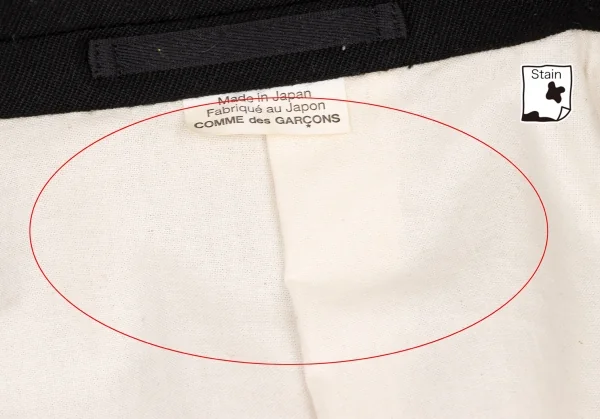 Made in Japan
Fabriqué au Japon
COMME des GARÇONS
Stain